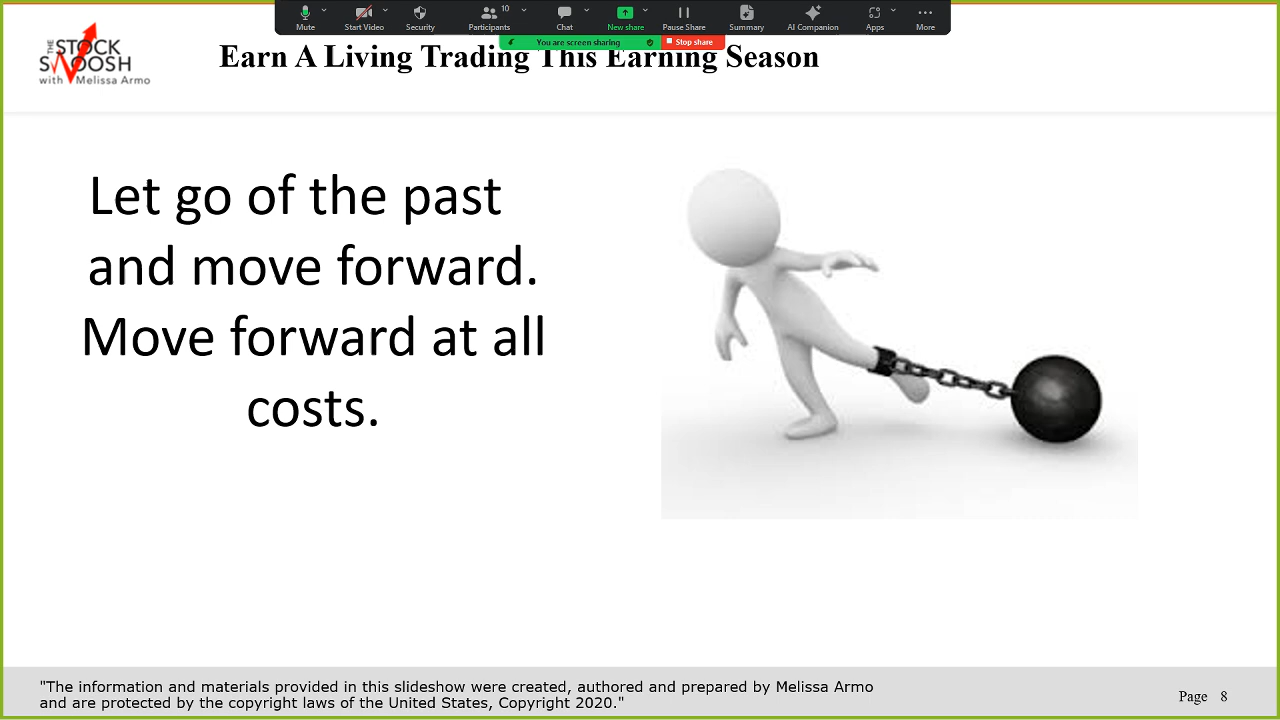 Mute
Start Video
Security
Participants
10
Chat
New share
Pause Share
Summary
AI Companion
Apps
More
You are screen sharing
Stop share
THE STOCK
SWOOSH
with Melissa Armo
Earn A Living Trading This Earning Season
Let go of the past
and move forward.
Move forward at all
costs.
"The information and materials provided in this slideshow were created, authored and prepared by Melissa Armo
and are protected by the copyright laws of the United States, Copyright 2020."
Page 8